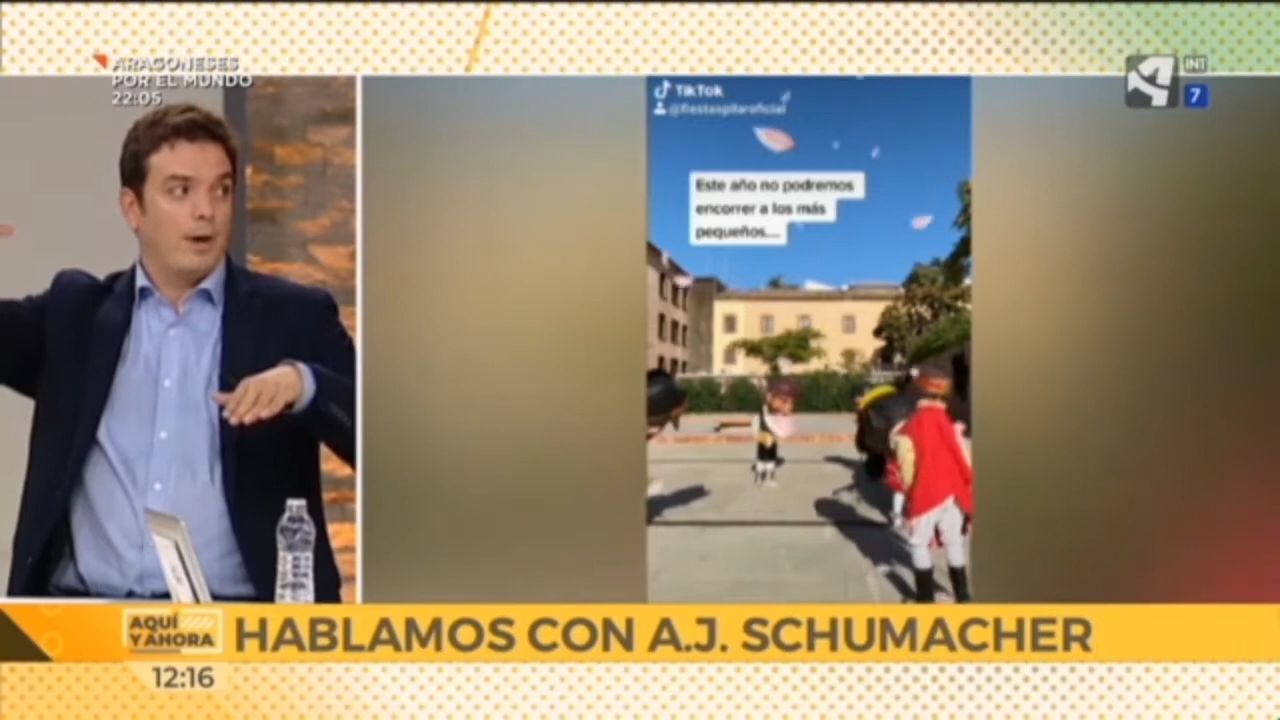 ARAGONESES
POR EL MUNDO
22:05
INT
7
TikTok
@fiestaspilaroficial
Este año no podremos
encorrer a los más
pequeños....
AQUÍ
Y AHORA
HABLAMOS CON A.J. SCHUMACHER
12:16